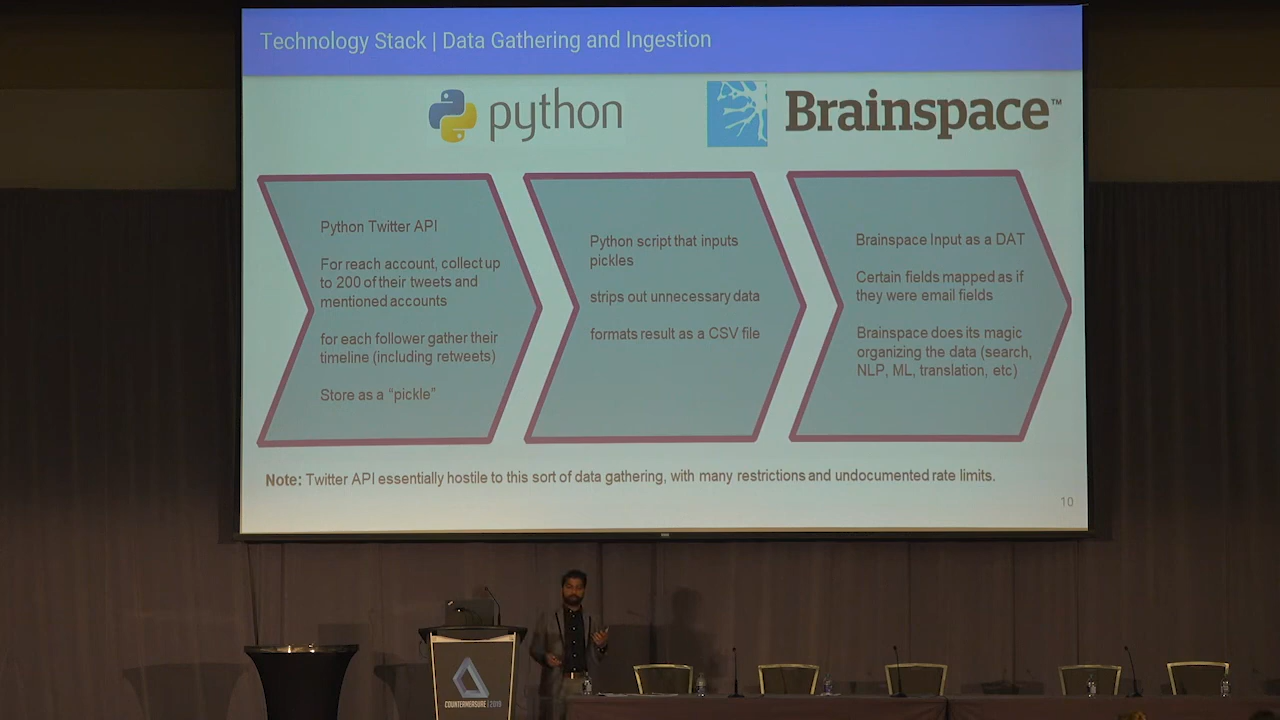 Technology Stack | Data Gathering and Ingestion
python
Brainspace™
Python Twitter API
For reach account, collect up
to 200 of their tweets and
mentioned accounts
for each follower gather their
timeline (including retweets)
Store as a “pickle”
Python script that inputs
pickles
strips out unnecessary data
formats result as a CSV file
Brainspace Input as a DAT
Certain fields mapped as if
they were email fields
Brainspace does its magic
organizing the data (search,
NLP, ML, translation, etc)
Note: Twitter API essentially hostile to this sort of data gathering, with many restrictions and undocumented rate limits.
10
COUNTERMEASURE | 2019